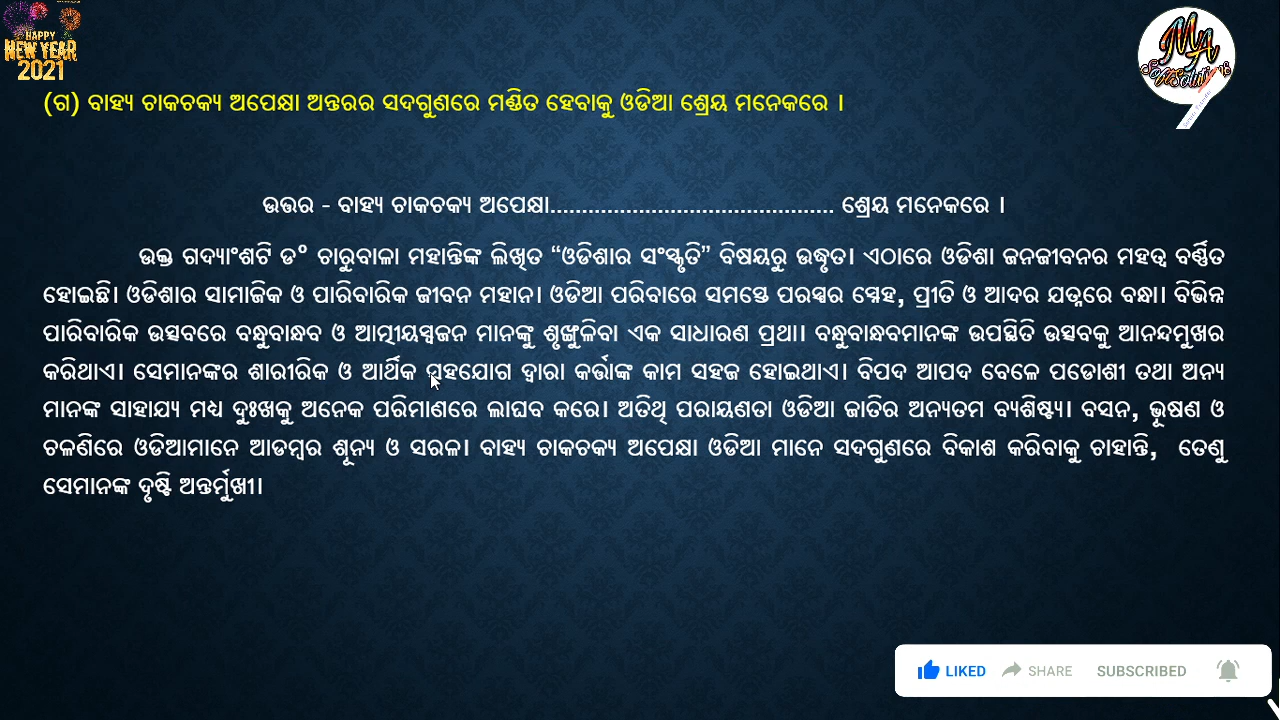 HAPPY
NEW YEAR
2021
MA
(ଗ) ବାହ୍ୟ ଚାକଚକ୍ୟ ଅପେକ୍ଷା ଅନ୍ତରର ସଦଗୁଣରେ ମଣ୍ଡିତ ହେବାକୁ ଓଡିଆ ଶ୍ରେୟ ମନେକରେ ।
ଉତ୍ତର - ବାହ୍ୟ ଚାକଚକ୍ୟ ଅପେକ୍ଷା............................................. ଶ୍ରେୟ ମନେକରେ ।
ଉକ୍ତ ଗଦ୍ୟାଂଶଟି ଡ° ଚାରୁବାଳା ମହାନ୍ତିଙ୍କ ଲିଖିତ “ଓଡିଶାର ସଂସ୍କୃତି” ବିଷୟରୁ ଉଦ୍ଧୃତ। ଏଠାରେ ଓଡିଶା ଜନଜୀବନର ମହତ୍ଵ ବର୍ଣ୍ଣିତ
ହୋଇଛି। ଓଡିଶାର ସାମାଜିକ ଓ ପାରିବାରିକ ଜୀବନ ମହାନ। ଓଡିଆ ପରିବାରେ ସମସ୍ତେ ପରସ୍ପର ସ୍ନେହ, ପ୍ରୀତି ଓ ଆଦର ଯତ୍ନରେ ବନ୍ଧା। ବିଭିନ୍ନ
ପାରିବାରିକ ଉତ୍ସବରେ ବନ୍ଧୁବାନ୍ଧବ ଓ ଆତ୍ମୀୟସ୍ଵଜନ ମାନଙ୍କୁ ଶୃଙ୍ଖୁଳିବା ଏକ ସାଧାରଣ ପ୍ରଥା। ବନ୍ଧୁବାନ୍ଧବମାନଙ୍କ ଉପସ୍ଥିତି ଉତ୍ସବକୁ ଆନନ୍ଦମୁଖର
କରିଥାଏ। ସେମାନଙ୍କର ଶାରୀରିକ ଓ ଆର୍ଥିକ ସହଯୋଗ ଦ୍ଵାରା କର୍ତ୍ତାଙ୍କ କାମ ସହଜ ହୋଇଥାଏ। ବିପଦ ଆପଦ ବେଳେ ପଡୋଶୀ ତଥା ଅନ୍ୟ
ମାନଙ୍କ ସାହାଯ୍ୟ ମଧ୍ୟ ଦୁଃଖକୁ ଅନେକ ପରିମାଣରେ ଲାଘବ କରେ। ଅତିଥି ପରାୟଣତା ଓଡିଆ ଜାତିର ଅନ୍ୟତମ ବ୍ୟଶିଷ୍ଟ୍ୟ। ବସନ, ଭୂଷଣ ଓ
ଚଳଣିରେ ଓଡିଆମାନେ ଆଡମ୍ବର ଶୂନ୍ୟ ଓ ସରଳ। ବାହ୍ୟ ଚାକଚକ୍ୟ ଅପେକ୍ଷା ଓଡିଆ ମାନେ ସଦଗୁଣରେ ବିକାଶ କରିବାକୁ ଚାହାନ୍ତି, ତେଣୁ
ସେମାନଙ୍କ ଦୃଷ୍ଟି ଅନ୍ତର୍ମୁଖୀ।
LIKED SHARE SUBSCRIBED